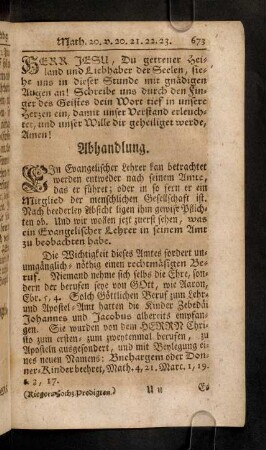 Math. 20. v. 20. 21. 22. 23. 673
HERR JESU, Du getreuer Hei-
land und Liebhaber der Seelen, sie-
he uns in dieser Stunde mit gnädigen
Augen an! Schreibe uns durch den Fin-
ger des Geistes dein Wort tief in unsere
Herzen ein, damit unser Verstand erleuch-
tet, und unser Wille dir geheiliget werde,
Amen!
Abhandlung.
Ein Evangelischer Lehrer kan betrachtet
werden entweder nach seinem Amte,
das er führet; oder in so fern er ein
Mitglied der menschlichen Gesellschaft ist.
Nach beederley Absicht ligen ihm gewise Pflich-
ten ob. Und wir wollen jezt zuerst sehen, was
ein Evangelischer Lehrer in seinem Amt
zu beobachten habe.
Die Wichtigkeit dieses Amtes fordert un-
umgänglich-nöthig einen rechtmäsigen Be-
ruf. Niemand nehme sich selbs die Ehre, son-
dern der berufen seye von GOtt, wie Aaron,
Ebr. 5, 4. Solch Göttlichen Beruf zum Lehr-
und Apostel-Amt hatten die Kinder Zebedäi
Johannes und Jacobus albereits empfan-
gen. Sie wurden von dem HERRN Chri-
sto zum ersten- zum zweytenmal berufen, zu
Aposteln ausgesondert, und mit Beylegung ei-
nes neuen Namens: Bnehargem oder Don-
ner-Kinder beehret, Math. 4, 21. Marc. 1, 19.
2, 17.
(Riegers Hochz. Predigten.) Uu Es